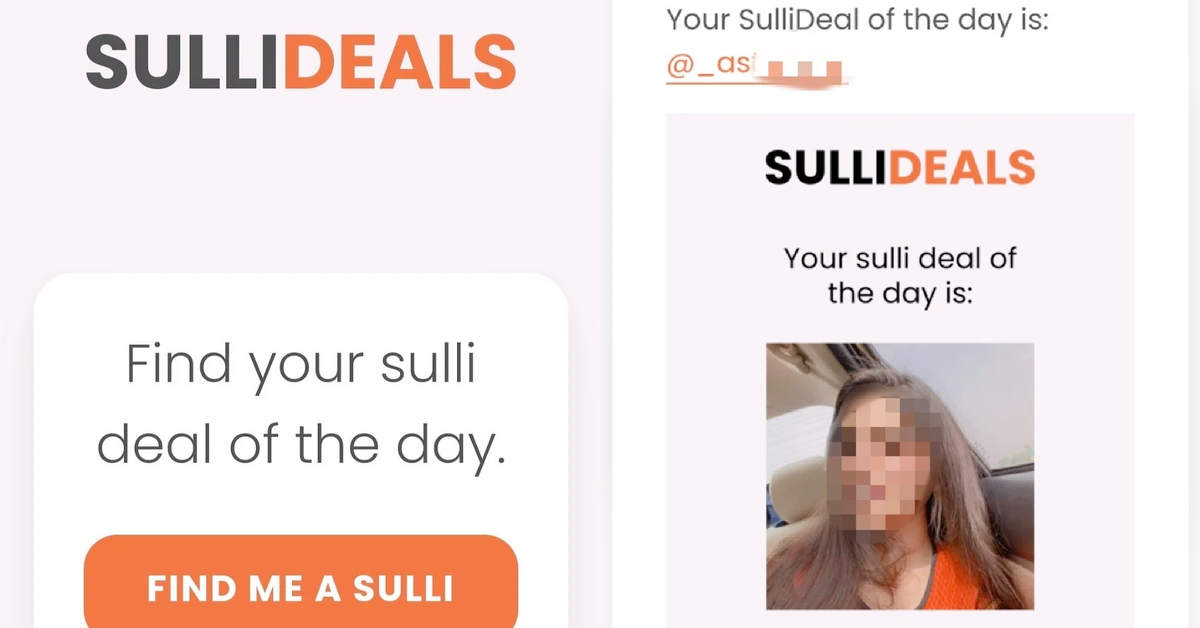 SULLIDEALS
Find your sulli
deal of the day.
FIND ME A SULLI
Your SulliDeal of the day is:
@_as
SULLIDEALS
Your sulli deal of
the day is: